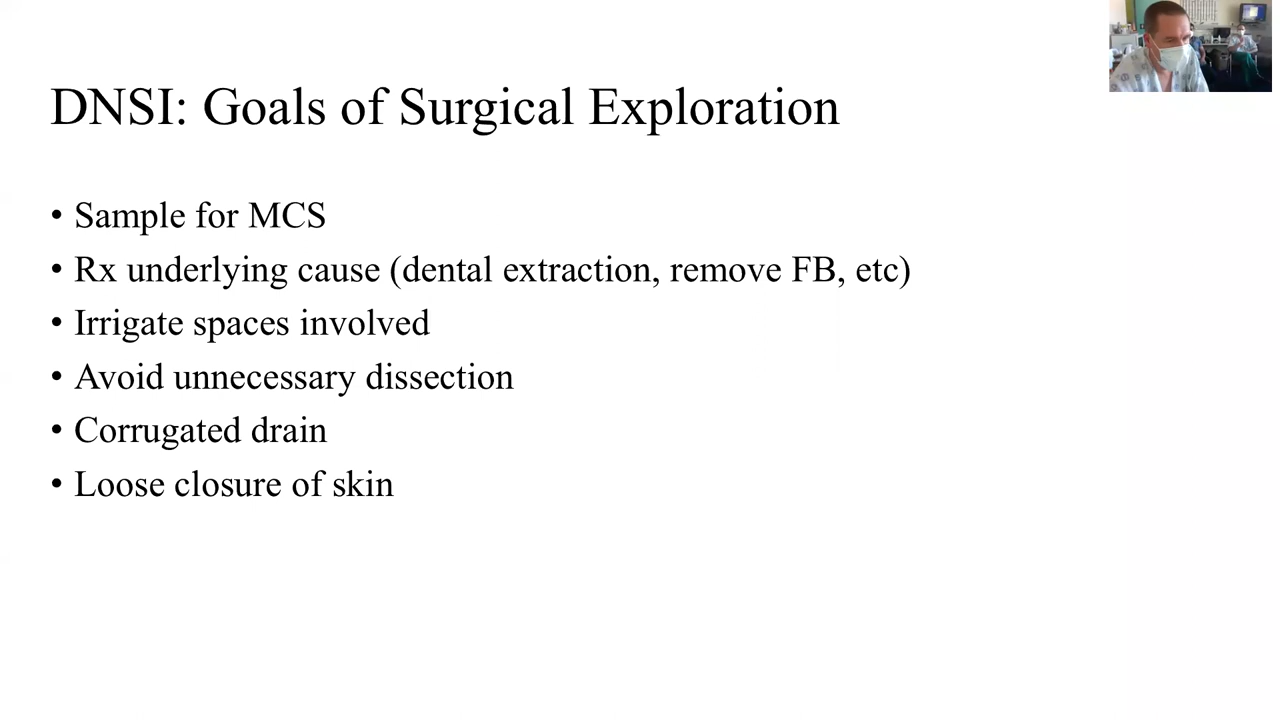 DNSI: Goals of Surgical Exploration
• Sample for MCS
• Rx underlying cause (dental extraction, remove FB, etc)
• Irrigate spaces involved
• Avoid unnecessary dissection
• Corrugated drain
• Loose closure of skin